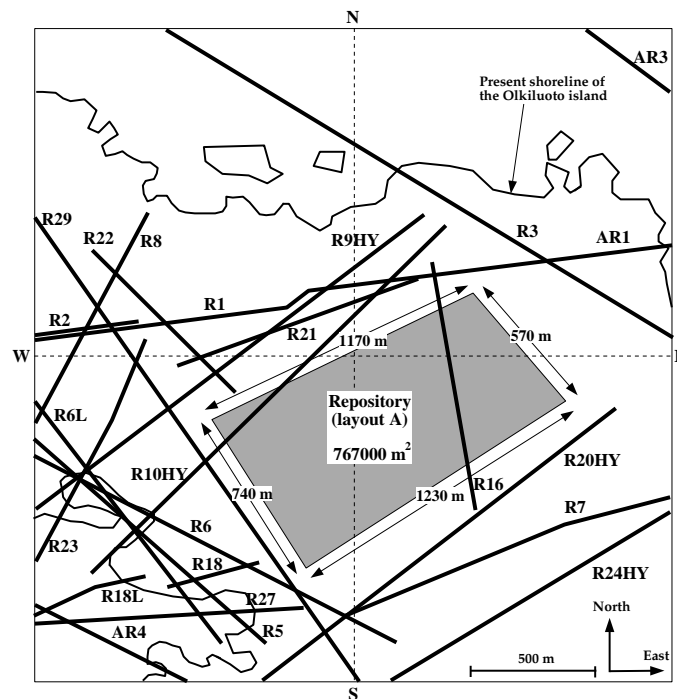 N
AR3
Present shoreline of
the Olkiluoto island
R29
R22
R8
R9HY
R3
AR1
R1
R2
R21
1170 m
570 m
W
Repository
(layout A)
767000 m2
R6L
R10HY
R20HY
R16
740 m
1230 m
R6
R7
R23
R18
R24HY
R18L
R27
North
AR4
R5
East
500 m
S